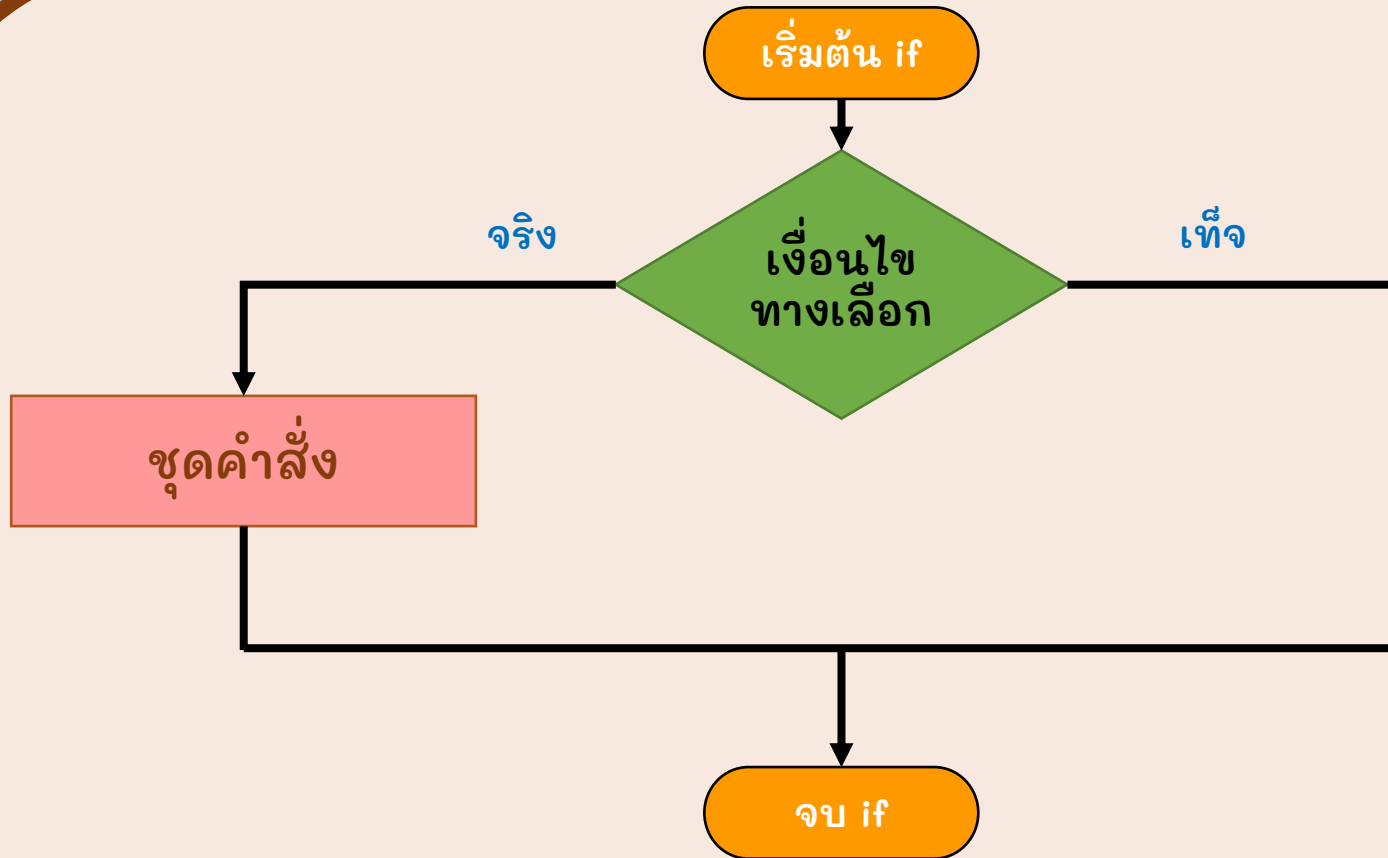 เริ่มต้น if
จริง
เงื่อนไข
ทางเลือก
เท็จ
ชุดคำสั่ง
จบ if